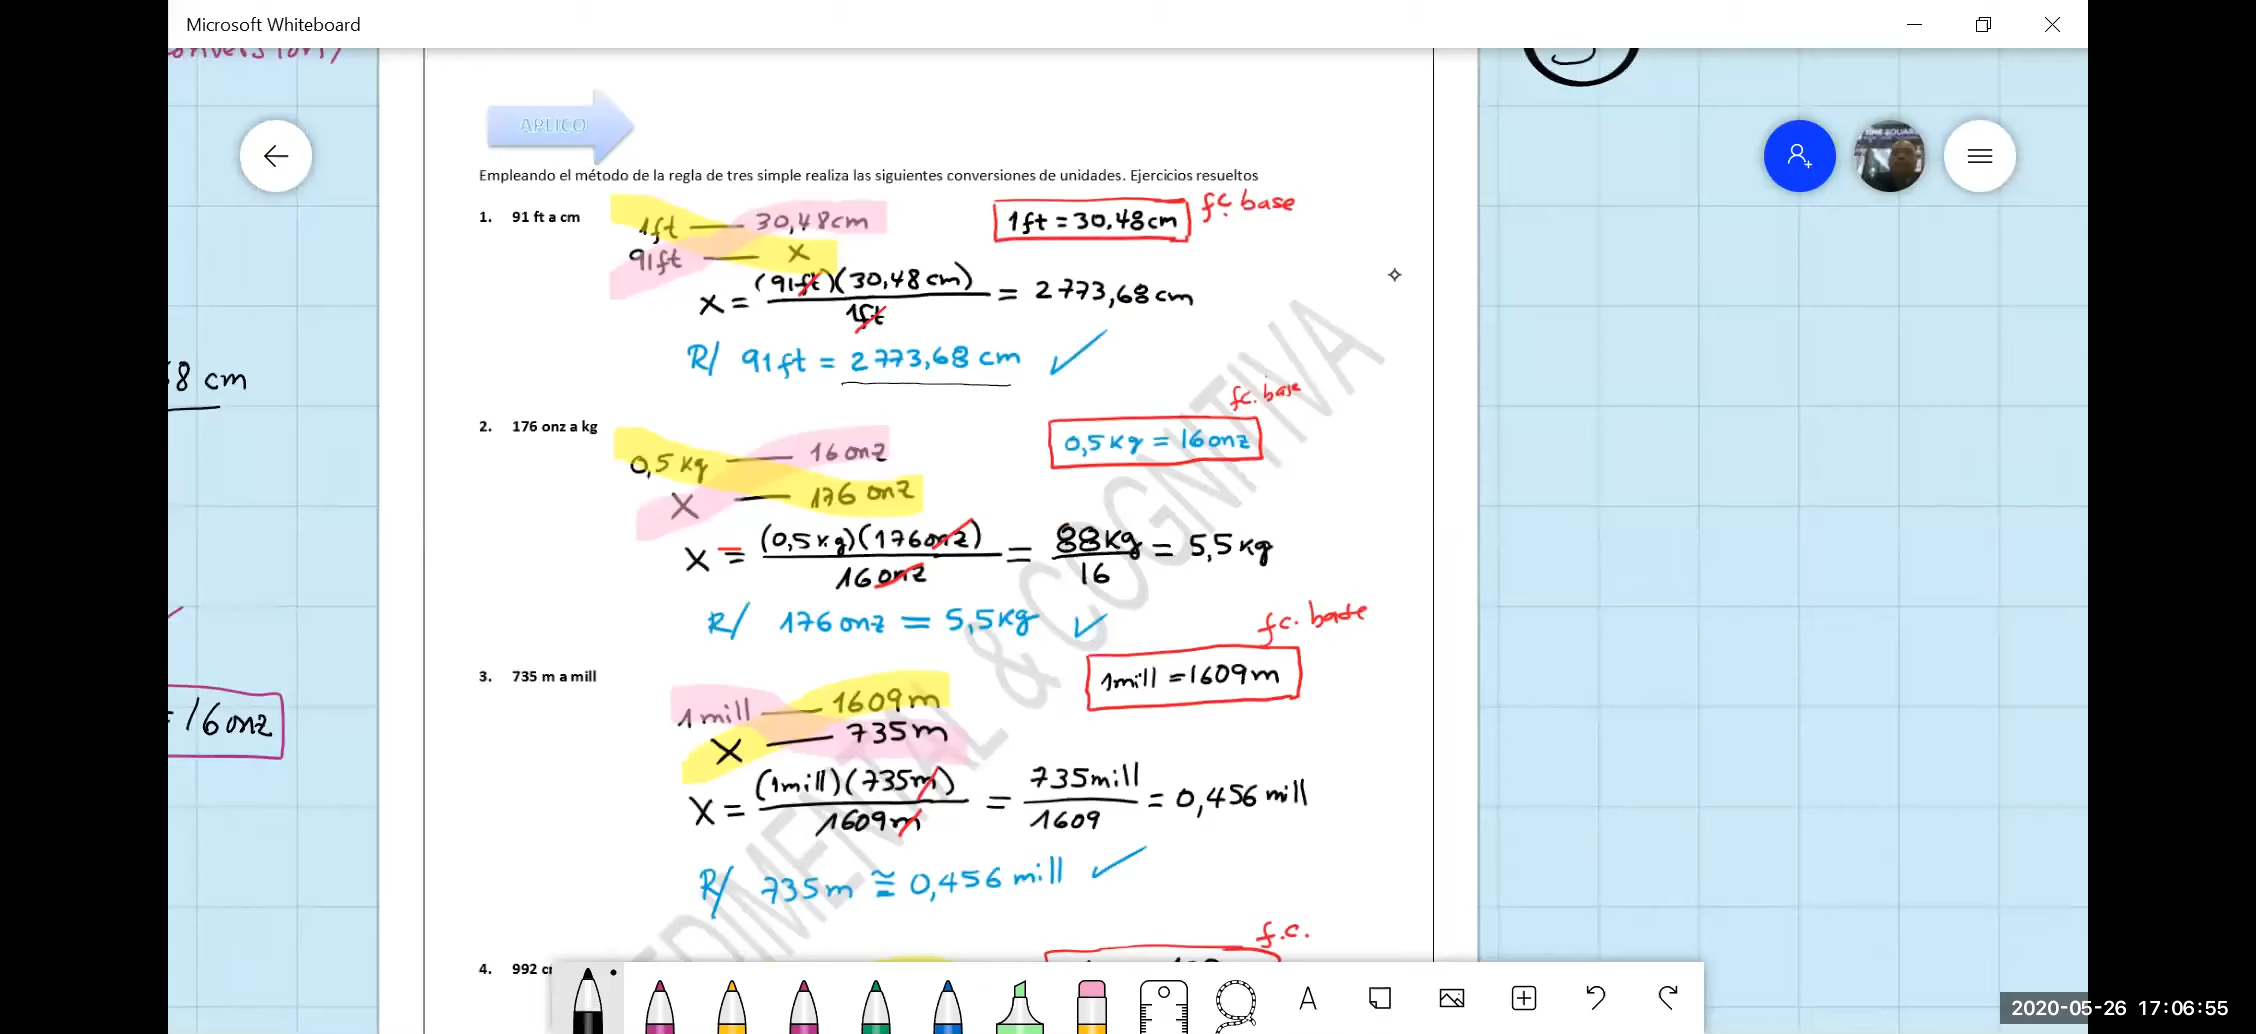 Microsoft Whiteboard
conversión)
APLICO
Empleando el método de la regla de tres simple realiza las siguientes conversiones de unidades. Ejercicios resueltos
1. 91 ft a cm
1ft — 30,48cm
91ft — X
1ft = 30.48cm
fc. base
X = (91ft)(30,48cm) / 1ft = 2773,68cm
R/ 91ft = 2773,68 cm ✓
68 cm
2. 176 onz a kg
0,5 kg — 16 onz
X — 176 onz
0,5 kg = 16 onz
fc. base
X = (0,5kg)(176onz) / 16onz = 88kg / 16 = 5,5kg
R/ 176 onz = 5,5kg ✓
= 16 onz
3. 735 m a mill
1 mill — 1609m
X — 735m
1mill = 1609m
fc. base
X = (1mill)(735m) / 1609m = 735mill / 1609 = 0,456 mill
R/ 735m ≅ 0,456 mill ✓
4. 992 c
f.c.
EDIMENTAL & COGNITIVA
2020-05-26 17:06:55